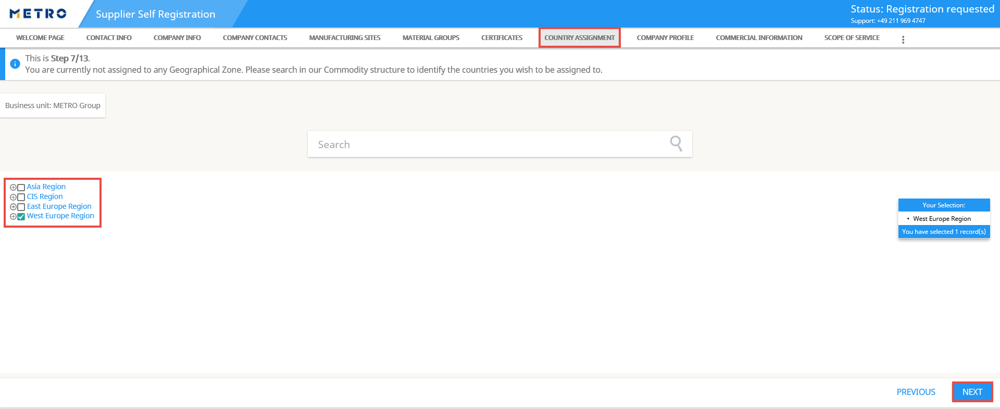 METRO
Supplier Self Registration
Status: Registration requested
Support: +49 211 969 4747
WELCOME PAGE
CONTACT INFO
COMPANY INFO
COMPANY CONTACTS
MANUFACTURING SITES
MATERIAL GROUPS
CERTIFICATES
COUNTRY ASSIGNMENT
COMPANY PROFILE
COMMERCIAL INFORMATION
SCOPE OF SERVICE
This is Step 7/13.
You are currently not assigned to any Geographical Zone. Please search in our Commodity structure to identify the countries you wish to be assigned to.
Business unit: METRO Group
Search
Asia Region
CIS Region
East Europe Region
West Europe Region
Your Selection:
• West Europe Region
You have selected 1 record(s)
PREVIOUS
NEXT